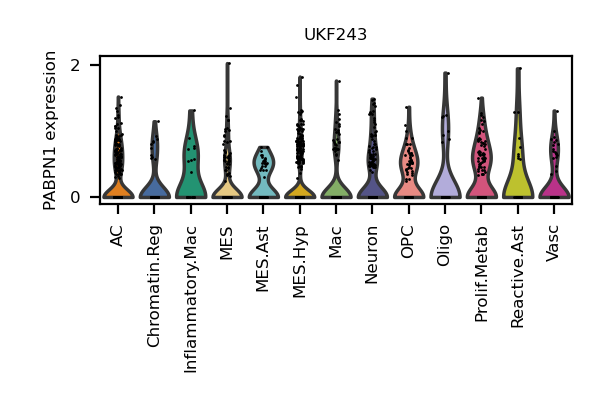 UKF243
PABPN1 expression
2
0
AC
Chromatin.Reg
Inflammatory.Mac
MES
MES.Ast
MES.Hyp
Mac
Neuron
OPC
Oligo
Prolif.Metab
Reactive.Ast
Vasc